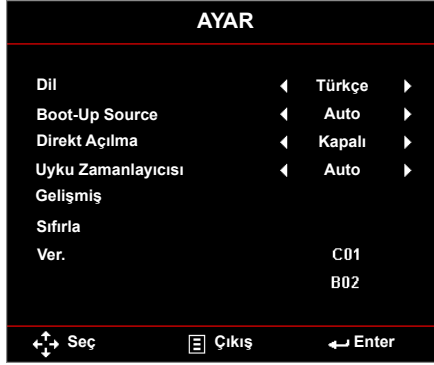 AYAR
Dil Türkçe
Boot-Up Source Auto
Direkt Açılma Kapalı
Uyku Zamanlayıcısı Auto
Gelişmiş
Sıfırla
Ver. C01
B02
Seç Çıkış Enter